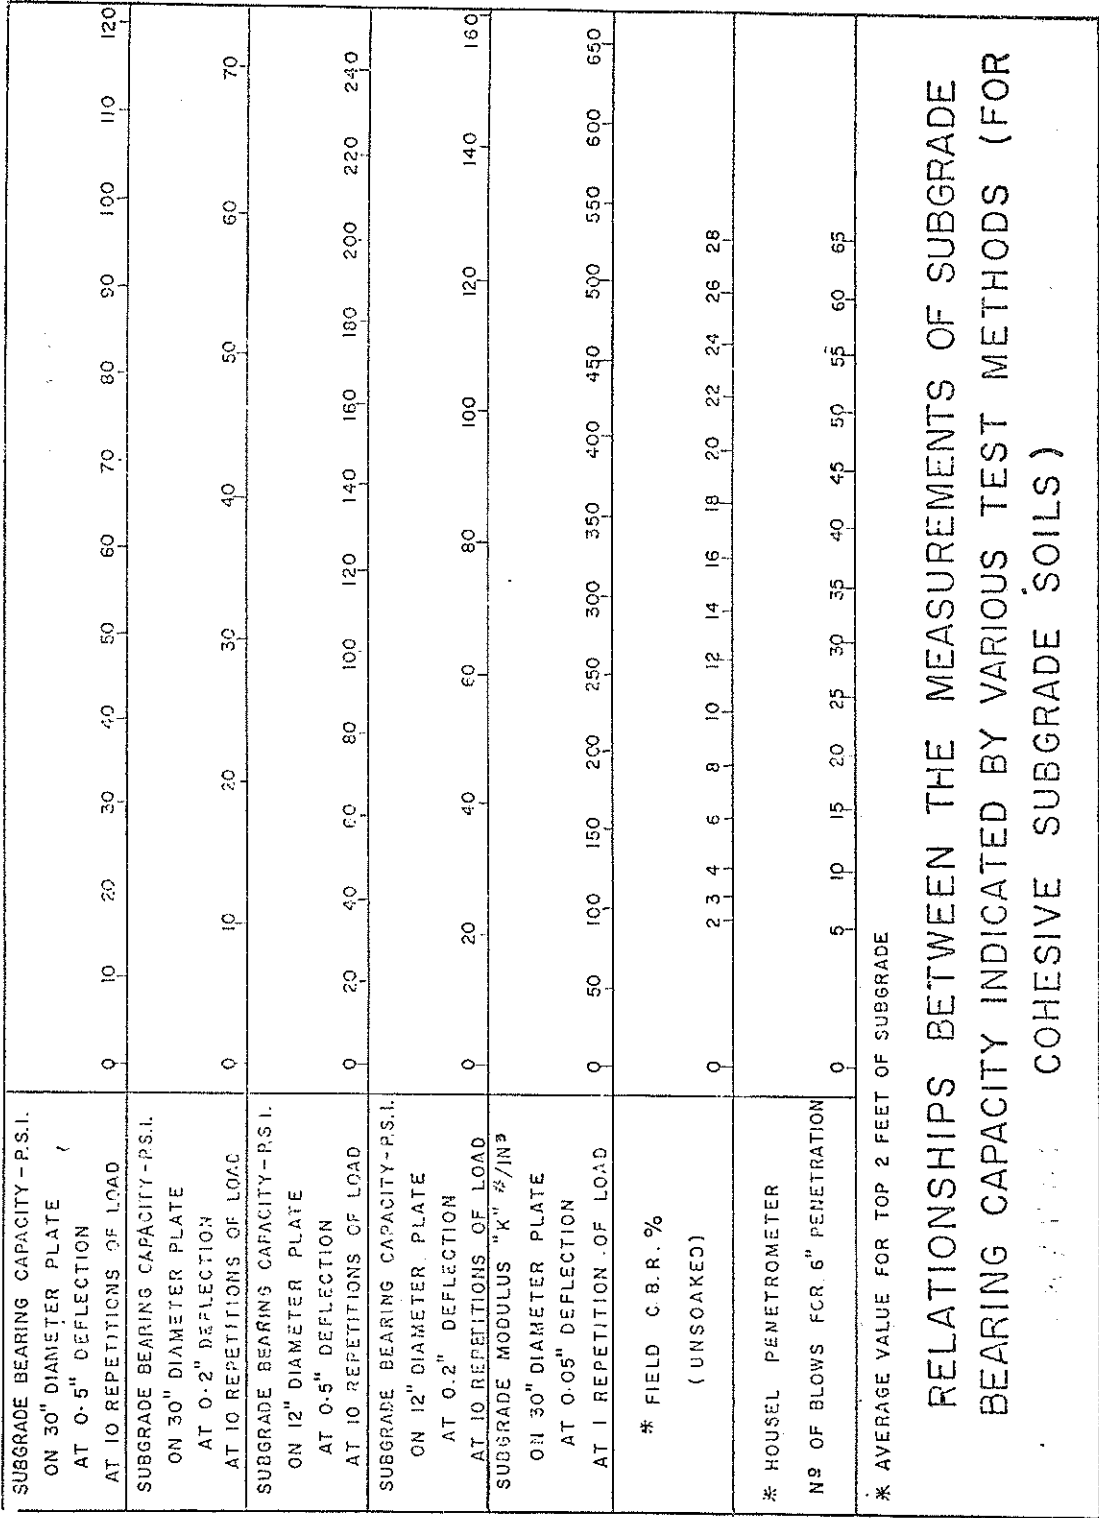 SUBGRADE BEARING CAPACITY - P.S.I.
ON 30" DIAMETER PLATE
AT 0.5" DEFLECTION
AT 10 REPETITIONS OF LOAD
0 10 20 30 40 50 60 70 80 90 100 110 120
SUBGRADE BEARING CAPACITY - P.S.I.
ON 30" DIAMETER PLATE
AT 0.2" DEFLECTION
AT 10 REPETITIONS OF LOAD
0 10 20 30 40 50 60 70
SUBGRADE BEARING CAPACITY - P.S.I.
ON 12" DIAMETER PLATE
AT 0.5" DEFLECTION
AT 10 REPETITIONS OF LOAD
0 20 40 60 80 100 120 140 160 180 200 220 240
SUBGRADE BEARING CAPACITY - P.S.I.
ON 12" DIAMETER PLATE
AT 0.2" DEFLECTION
AT 10 REPETITIONS OF LOAD
0 20 40 60 80 100 120 140 160
SUBGRADE MODULUS "K" #/IN3
ON 30" DIAMETER PLATE
AT 0.05" DEFLECTION
AT 1 REPETITION OF LOAD
0 50 100 150 200 250 300 350 400 450 500 550 600 650
* FIELD C.B.R. %
(UNSOAKED)
0 2 3 4 6 8 10 12 14 16 18 20 22 24 26 28
* HOUSEL PENETROMETER
Nº OF BLOWS FOR 6" PENETRATION
0 5 10 15 20 25 30 35 40 45 50 55 60 65
* AVERAGE VALUE FOR TOP 2 FEET OF SUBGRADE
RELATIONSHIPS BETWEEN THE MEASUREMENTS OF SUBGRADE
BEARING CAPACITY INDICATED BY VARIOUS TEST METHODS (FOR
COHESIVE SUBGRADE SOILS)